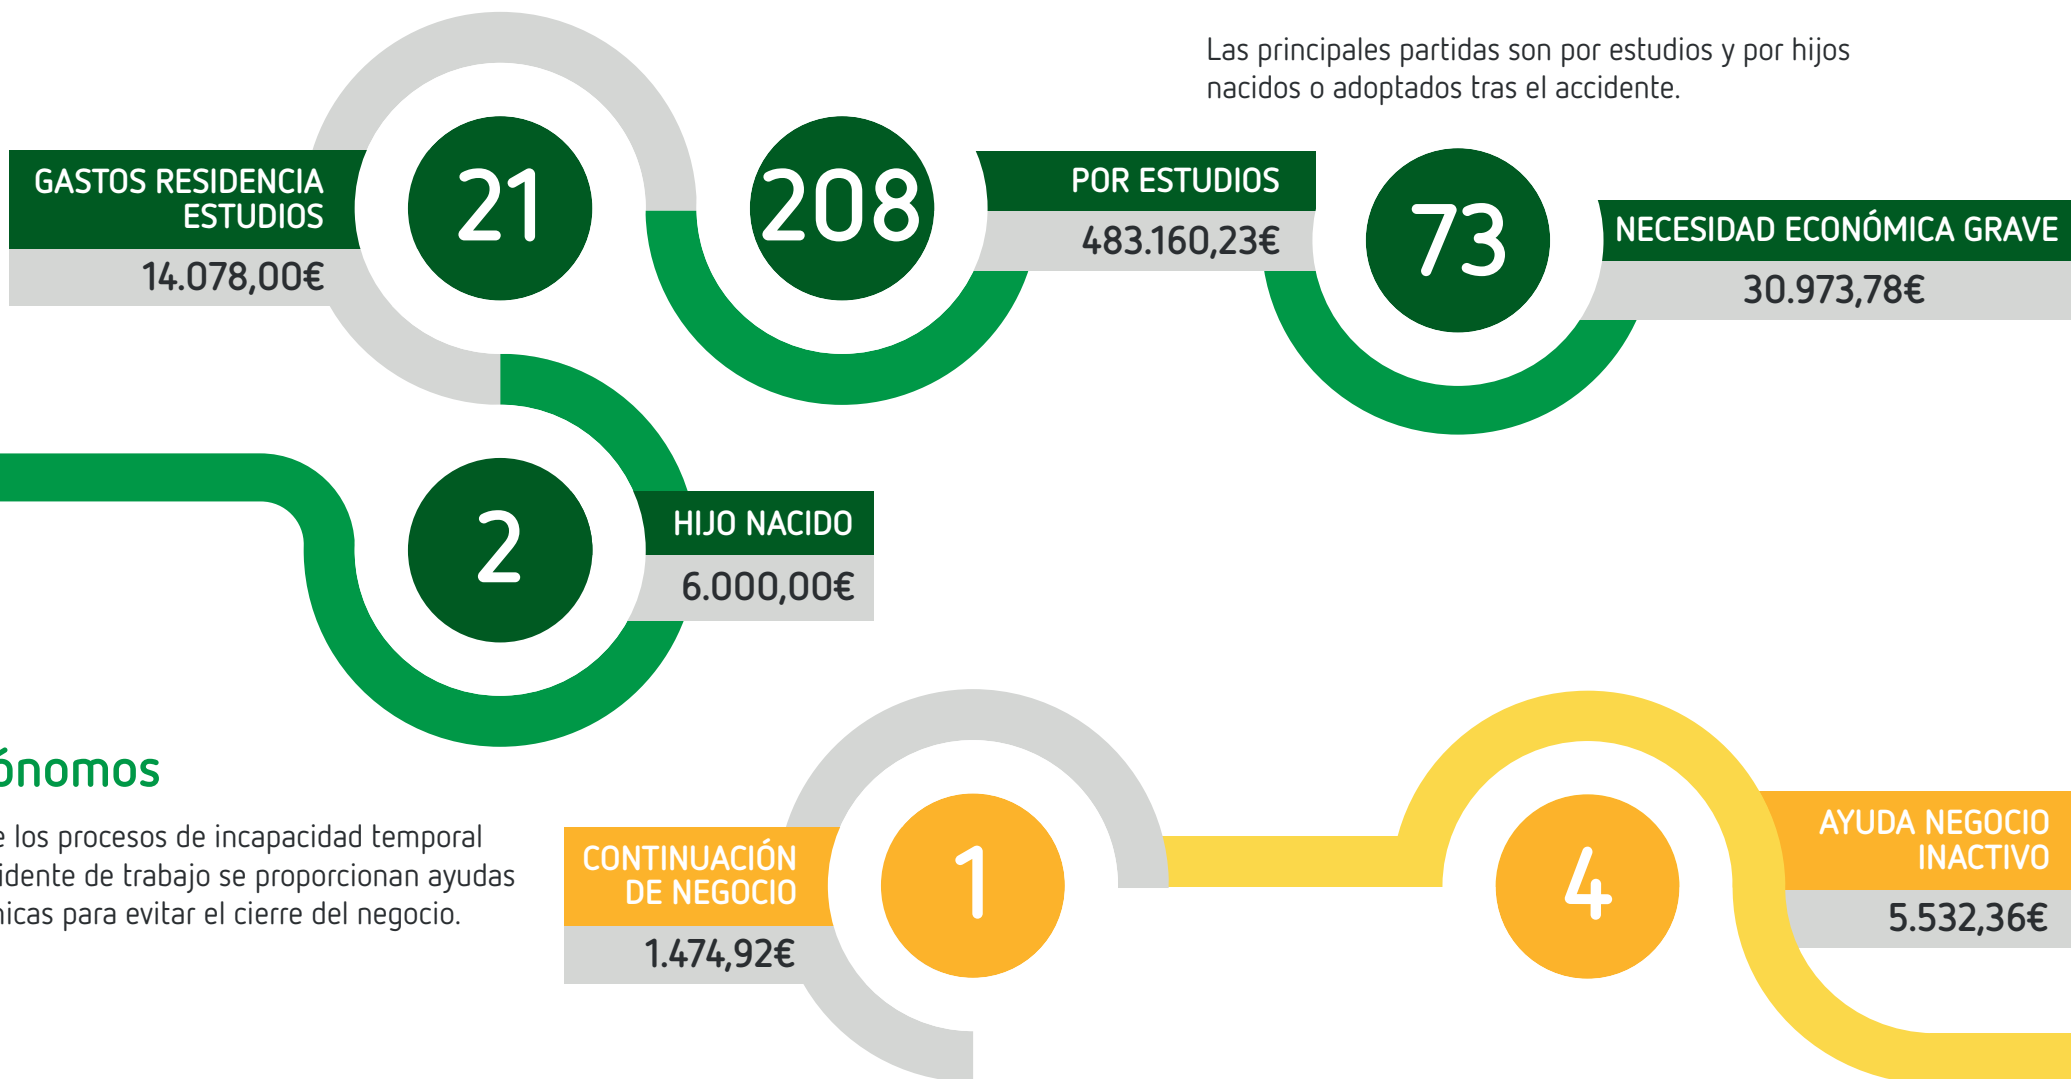 Las principales partidas son por estudios y por hijos
nacidos o adoptados tras el accidente.
GASTOS RESIDENCIA
ESTUDIOS
14.078,00€
21
208
POR ESTUDIOS
483.160,23€
73
NECESIDAD ECONÓMICA GRAVE
30.973,78€
2
HIJO NACIDO
6.000,00€
ónomos
los procesos de incapacidad temporal
idente de trabajo se proporcionan ayudas
icas para evitar el cierre del negocio.
CONTINUACIÓN
DE NEGOCIO
1.474,92€
1
4
AYUDA NEGOCIO
INACTIVO
5.532,36€